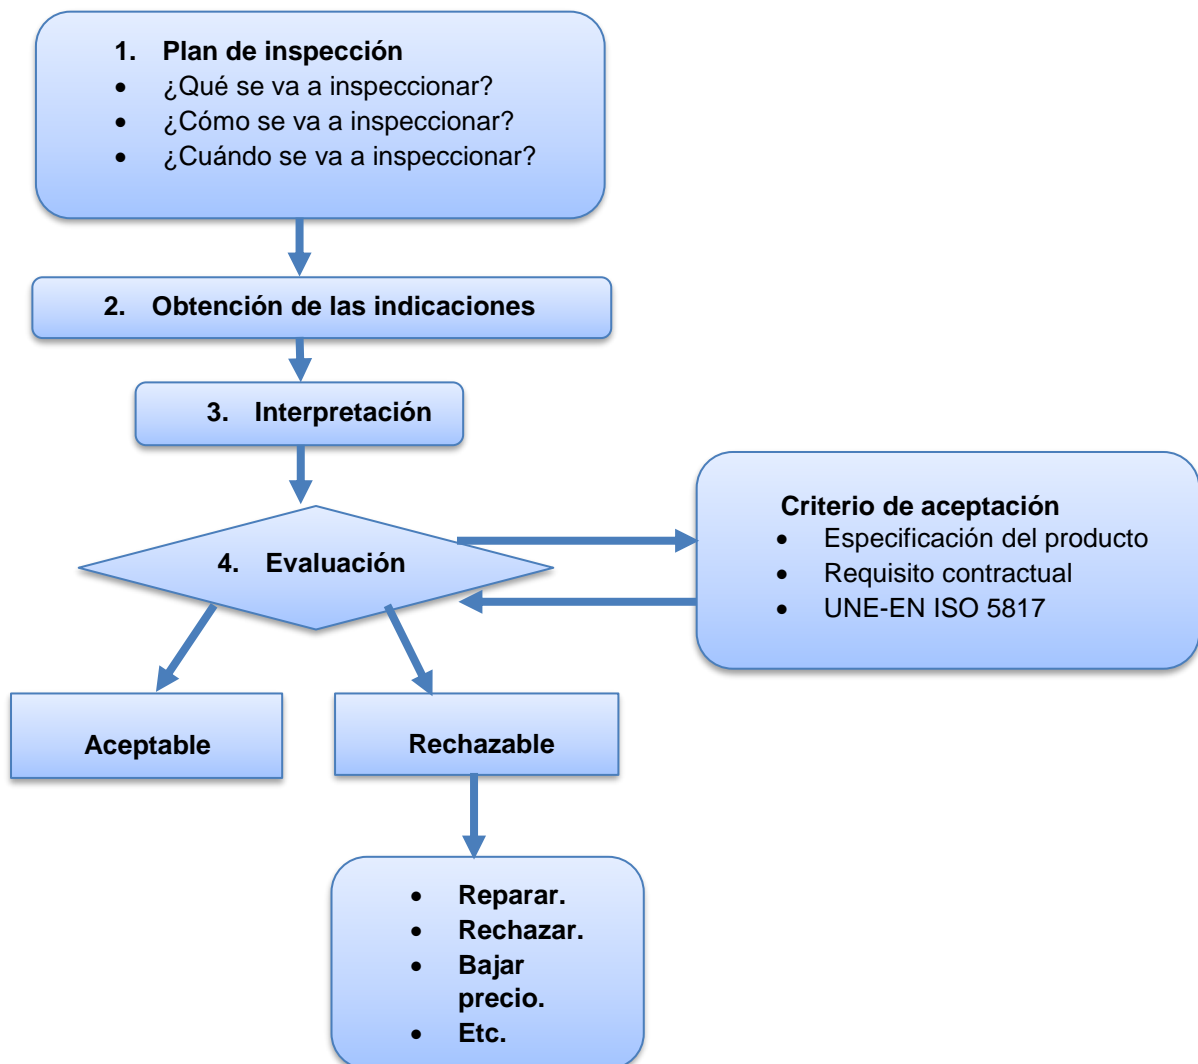 1. Plan de inspección
• ¿Qué se va a inspeccionar?
• ¿Cómo se va a inspeccionar?
• ¿Cuándo se va a inspeccionar?
2. Obtención de las indicaciones
3. Interpretación
4. Evaluación
Criterio de aceptación
• Especificación del producto
• Requisito contractual
• UNE-EN ISO 5817
Aceptable
Rechazable
• Reparar.
• Rechazar.
• Bajar
precio.
• Etc.